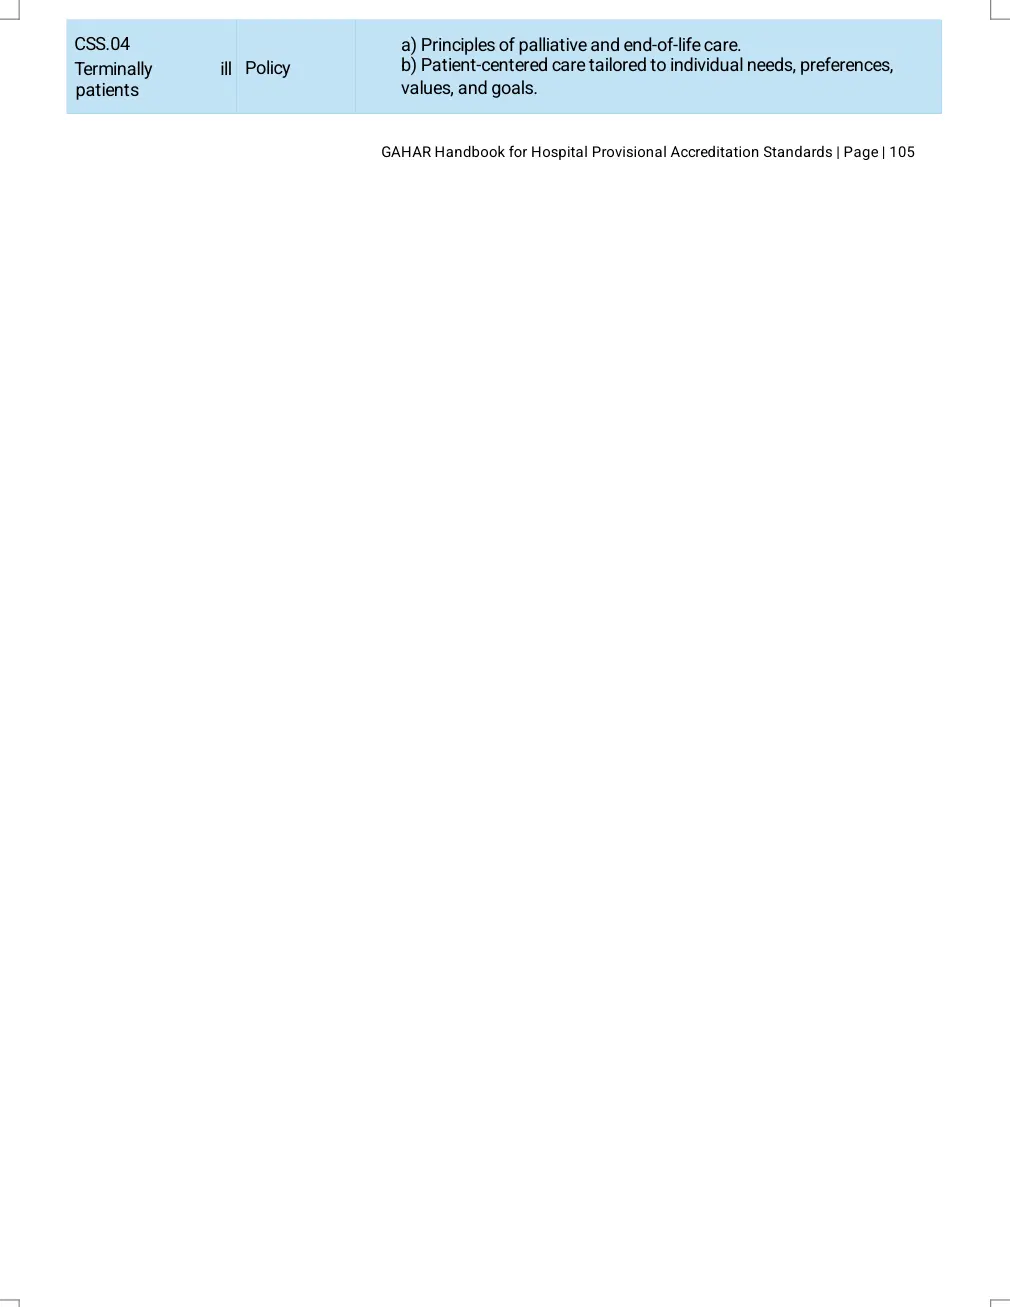 CSS.04
Terminally ill
patients
Policy
a) Principles of palliative and end-of-life care.
b) Patient-centered care tailored to individual needs, preferences,
values, and goals.
GAHAR Handbook for Hospital Provisional Accreditation Standards | Page | 105